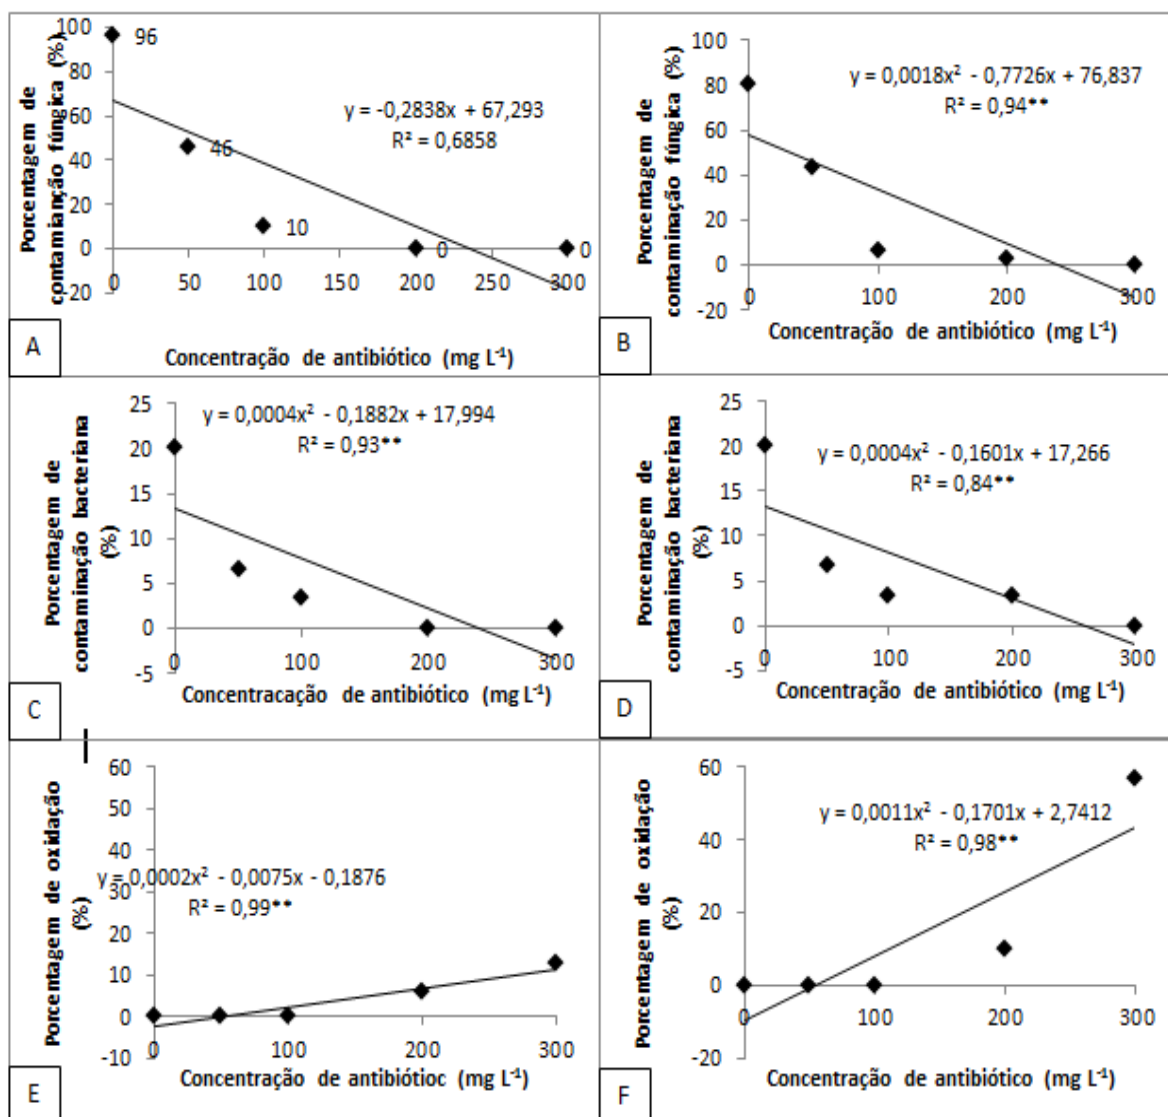 Porcentagem de
contamianção fúngica (%)
100
80
60
40
20
0
-20
96
46
10
0
0
y = -0,2838x + 67,293
R² = 0,6858
0 50 100 150 200 250 300
Concentração de antibiótico (mg L⁻¹)
A
Porcentagem de
contaminação fúngica (%)
100
80
60
40
20
0
-20
y = 0,0018x² - 0,7726x + 76,837
R² = 0,94**
0 100 200 300
Concentração de antibiótico (mg L⁻¹)
B
Porcentagem de
contaminação bacteriana
(%)
25
20
15
10
5
0
-5
y = 0,0004x² - 0,1882x + 17,994
R² = 0,93**
0 100 200 300
Concentracação de antibiótico (mg L⁻¹)
C
Porcentagem de
contaminação bacteriana
(%)
25
20
15
10
5
0
-5
y = 0,0004x² - 0,1601x + 17,266
R² = 0,84**
0 100 200 300
Concentração de antibiótico (mg L⁻¹)
D
Porcentagem de oxidação
(%)
60
50
40
30
20
10
0
-10
y = 0,0002x² - 0,0075x - 0,1876
R² = 0,99**
0 100 200 300
Concentração de antibiótioc (mg L⁻¹)
E
Porcentagem de oxidação
(%)
60
40
20
0
-20
y = 0,0011x² - 0,1701x + 2,7412
R² = 0,98**
0 100 200 300
Concentração de antibiótico (mg L⁻¹)
F